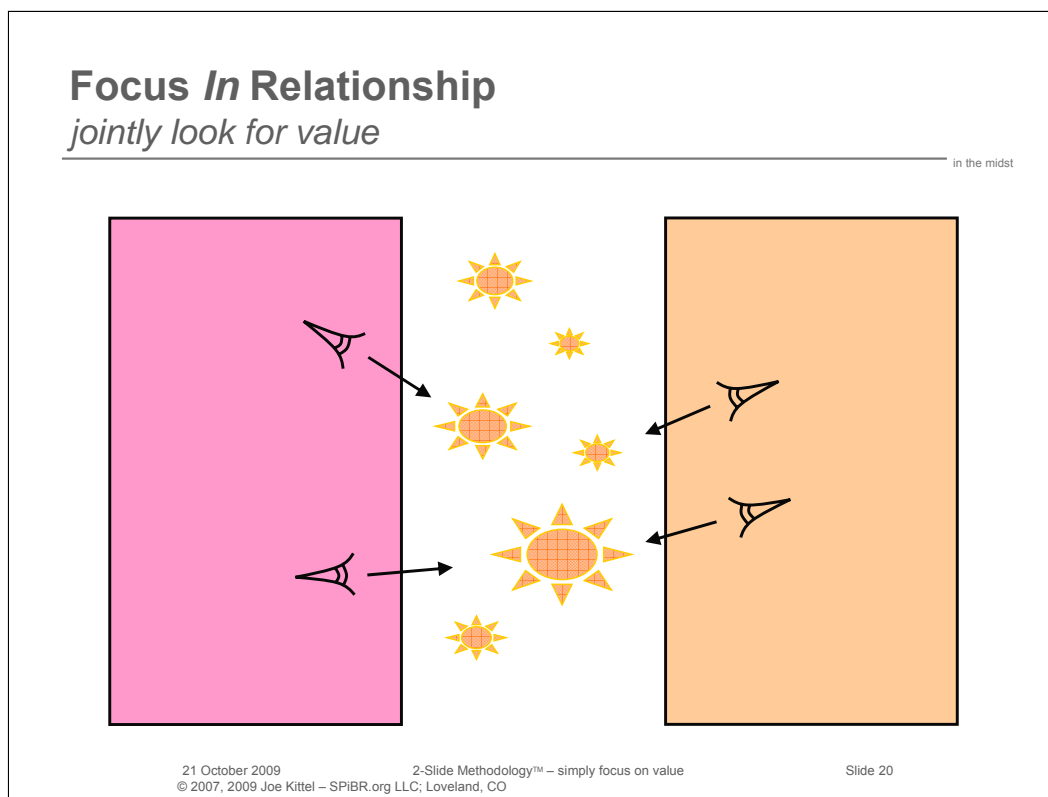 Focus In Relationship
jointly look for value
in the midst
21 October 2009 2-Slide Methodology™ – simply focus on value Slide 20
© 2007, 2009 Joe Kittel – SPiBR.org LLC; Loveland, CO